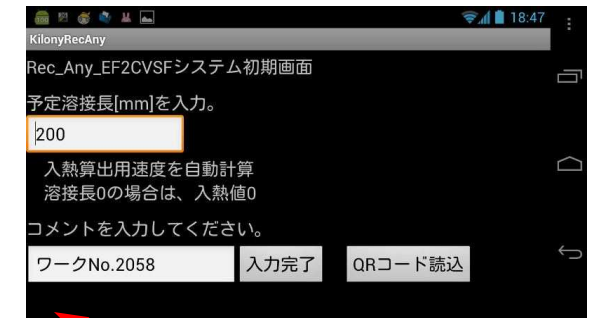 18:47
KilonyRecAny
Rec_Any_EF2CVSFシステム初期画面
予定溶接長[mm]を入力。
200
入熱算出用速度を自動計算
溶接長0の場合は、入熱値0
コメントを入力してください。
ワークNo.2058 入力完了 QRコード読込